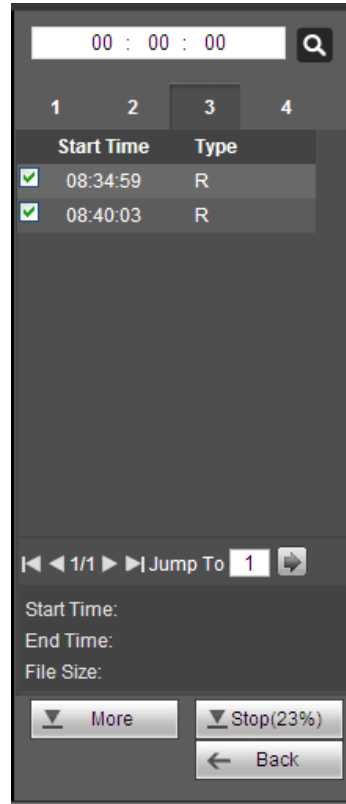 00 : 00 : 00
1 2 3 4
Start Time Type
08:34:59 R
08:40:03 R
1/1 Jump To 1
Start Time:
End Time:
File Size:
More Stop(23%)
Back